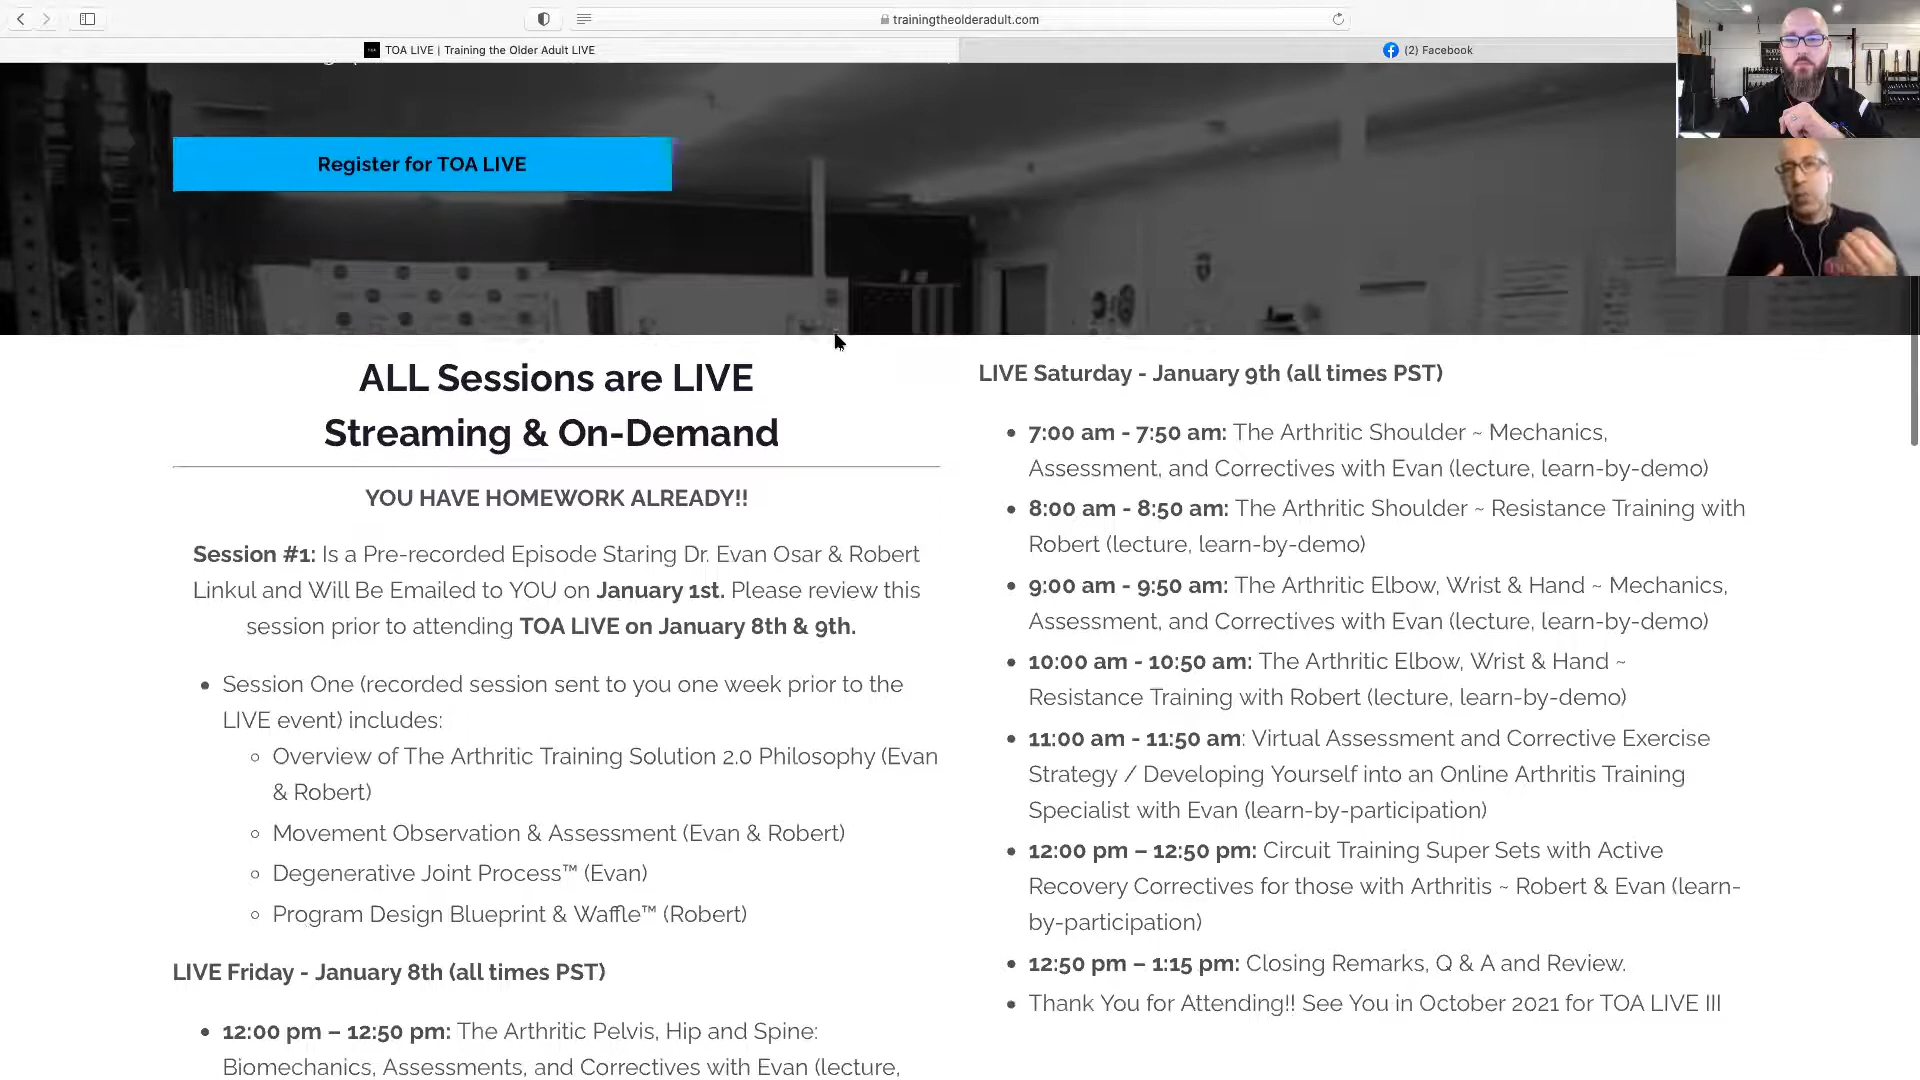 trainingtheolderadult.com
TOA LIVE | Training the Older Adult LIVE
(2) Facebook
Register for TOA LIVE
ALL Sessions are LIVE
Streaming & On-Demand
YOU HAVE HOMEWORK ALREADY!!
Session #1: Is a Pre-recorded Episode Staring Dr. Evan Osar & Robert
Linkul and Will Be Emailed to YOU on January 1st. Please review this
session prior to attending TOA LIVE on January 8th & 9th.
• Session One (recorded session sent to you one week prior to the
LIVE event) includes:
◦ Overview of The Arthritic Training Solution 2.0 Philosophy (Evan
& Robert)
◦ Movement Observation & Assessment (Evan & Robert)
◦ Degenerative Joint Process™ (Evan)
◦ Program Design Blueprint & Waffle™ (Robert)
LIVE Friday - January 8th (all times PST)
• 12:00 pm – 12:50 pm: The Arthritic Pelvis, Hip and Spine:
Biomechanics, Assessments, and Correctives with Evan (lecture,
LIVE Saturday - January 9th (all times PST)
• 7:00 am - 7:50 am: The Arthritic Shoulder ~ Mechanics,
Assessment, and Correctives with Evan (lecture, learn-by-demo)
• 8:00 am - 8:50 am: The Arthritic Shoulder ~ Resistance Training with
Robert (lecture, learn-by-demo)
• 9:00 am - 9:50 am: The Arthritic Elbow, Wrist & Hand ~ Mechanics,
Assessment, and Correctives with Evan (lecture, learn-by-demo)
• 10:00 am - 10:50 am: The Arthritic Elbow, Wrist & Hand ~
Resistance Training with Robert (lecture, learn-by-demo)
• 11:00 am - 11:50 am: Virtual Assessment and Corrective Exercise
Strategy / Developing Yourself into an Online Arthritis Training
Specialist with Evan (learn-by-participation)
• 12:00 pm – 12:50 pm: Circuit Training Super Sets with Active
Recovery Correctives for those with Arthritis ~ Robert & Evan (learn-
by-participation)
• 12:50 pm – 1:15 pm: Closing Remarks, Q & A and Review.
• Thank You for Attending!! See You in October 2021 for TOA LIVE III